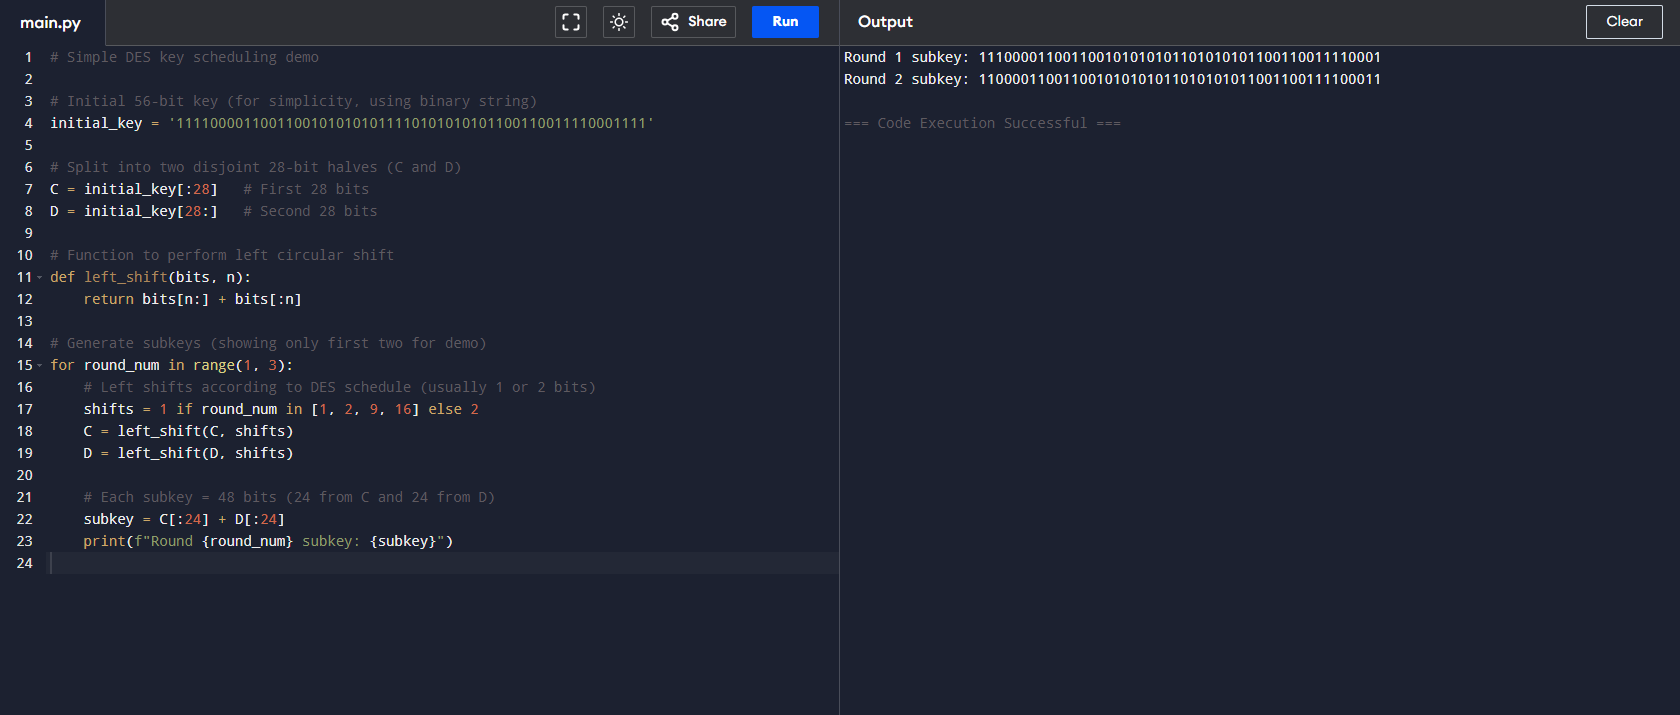 main.py
Share
Run
Output
Clear
1 # Simple DES key scheduling demo
2
3 # Initial 56-bit key (for simplicity, using binary string)
4 initial_key = '11110000110011001010101011110101010101100110011110001111'
5
6 # Split into two disjoint 28-bit halves (C and D)
7 C = initial_key[:28]   # First 28 bits
8 D = initial_key[28:]   # Second 28 bits
9
10 # Function to perform left circular shift
11 def left_shift(bits, n):
12     return bits[n:] + bits[:n]
13
14 # Generate subkeys (showing only first two for demo)
15 for round_num in range(1, 3):
16     # Left shifts according to DES schedule (usually 1 or 2 bits)
17     shifts = 1 if round_num in [1, 2, 9, 16] else 2
18     C = left_shift(C, shifts)
19     D = left_shift(D, shifts)
20
21     # Each subkey = 48 bits (24 from C and 24 from D)
22     subkey = C[:24] + D[:24]
23     print(f"Round {round_num} subkey: {subkey}")
24
Round 1 subkey: 111000011001100101010101101010101100110011110001
Round 2 subkey: 110000110011001010101011010101011001100111100011
=== Code Execution Successful ===